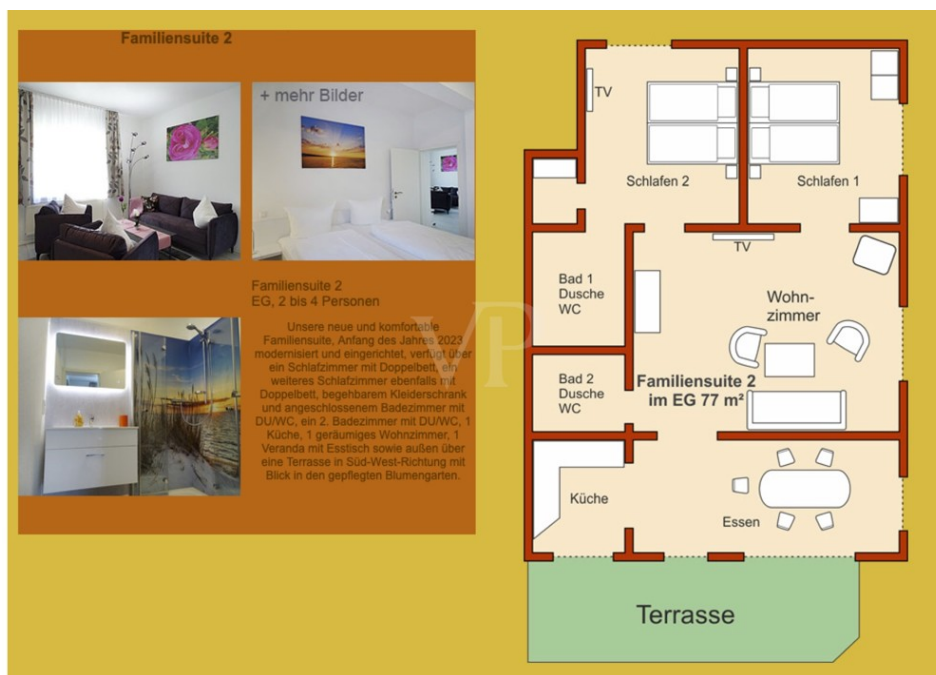 Familiensuite 2
+ mehr Bilder
Familiensuite 2
EG, 2 bis 4 Personen
Unsere neue und komfortable
Familiensuite, Anfang des Jahres 2023
modernisiert und eingerichtet, verfügt über
ein Schlafzimmer mit Doppelbett, ein
weiteres Schlafzimmer ebenfalls mit
Doppelbett, begehbarem Kleiderschrank
und angeschlossenem Badezimmer mit
DU/WC, ein 2. Badezimmer mit DU/WC, 1
Küche, 1 geräumiges Wohnzimmer, 1
Veranda mit Esstisch sowie außen über
eine Terrasse in Süd-West-Richtung mit
Blick in den gepflegten Blumengarten.
VP
TV
Schlafen 2
Schlafen 1
TV
Bad 1
Dusche
WC
Wohn-
zimmer
Bad 2
Dusche
WC
Familiensuite 2
im EG 77 m²
Küche
Essen
Terrasse